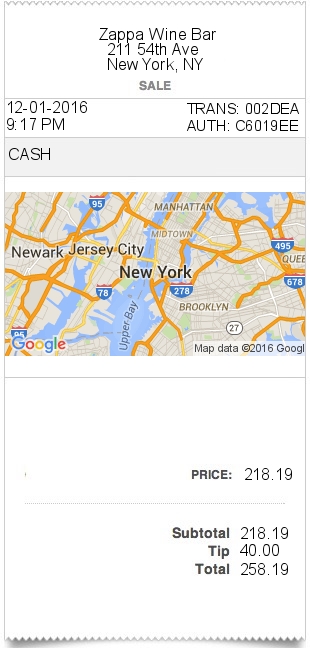 Zappa Wine Bar
211 54th Ave
New York, NY
SALE
12-01-2016
TRANS: 002DEA
9:17 PM
AUTH: C6019EE
CASH
95
MANHATTAN
MIDTOWN
495
Newark Jersey City
QUEE
New York
678
78
278
BROOKLYN
Upper Bay
27
95
Google
Map data ©2016 Googl
PRICE: 218.19
Subtotal 218.19
Tip 40.00
Total 258.19